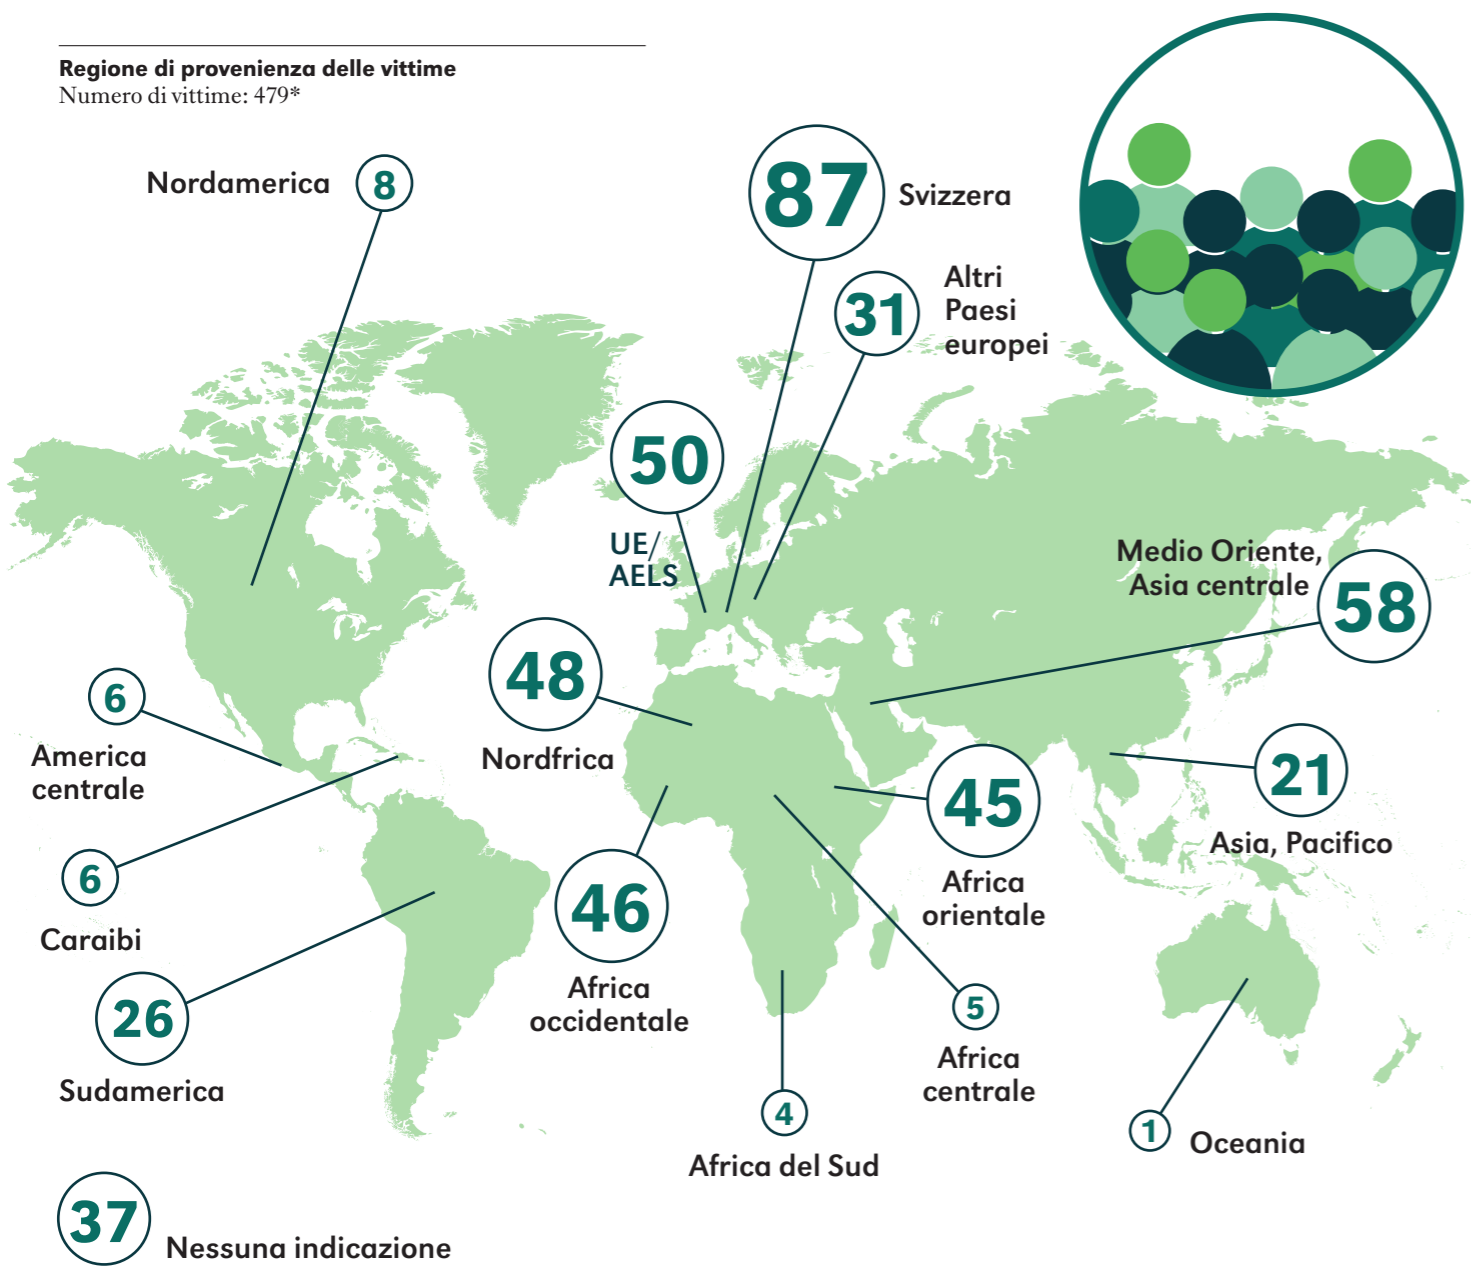 Regione di provenienza delle vittime
Numero di vittime: 479*
Nordamerica
8
87
Svizzera
31
Altri
Paesi
europei
50
UE/
AELS
Medio Oriente,
Asia centrale
58
48
Nordfrica
6
America
centrale
6
Caraibi
26
Sudamerica
46
Africa
occidentale
45
Africa
orientale
21
Asia, Pacifico
5
Africa
centrale
4
Africa del Sud
1
Oceania
37
Nessuna indicazione